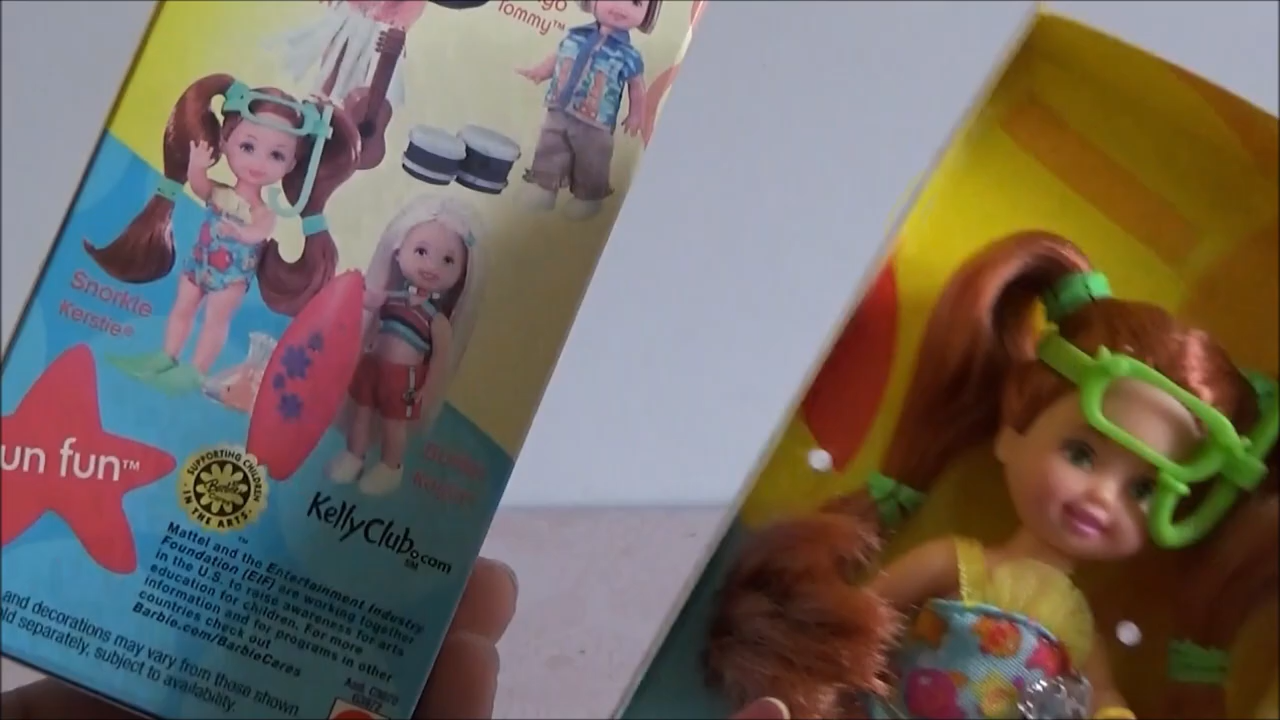 Tommy™
Snorkle
Kerstie®
un fun™
SUPPORTING CHILDREN
Barbie
IN THE ARTS
KellyClub.com
SM
Mattel and the Entertainment Industry
Foundation (EIF) are working together
in the U.S. to raise awareness for arts
education for children. For more
information and for programs in other
countries check out
Barbie.com/BarbieCares
and decorations may vary from those shown
ld separately, subject to availability.